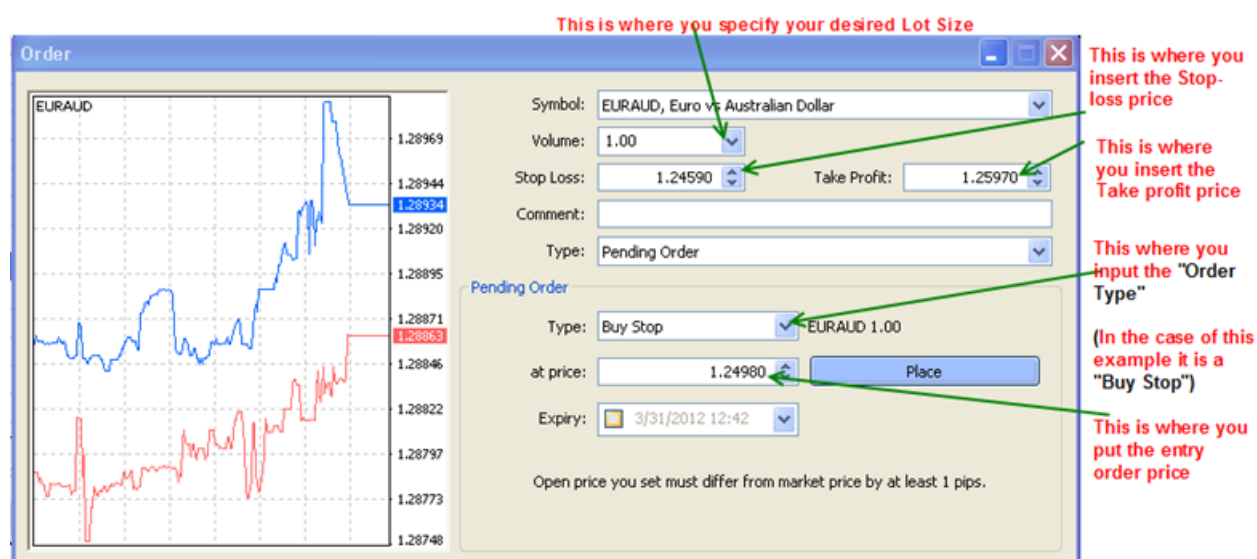 This is where you specify your desired Lot Size
Order
EURAUD
1.28969
1.28944
1.28934
1.28920
1.28895
1.28871
1.28863
1.28846
1.28822
1.28797
1.28773
1.28748
Symbol: EURAUD, Euro vs Australian Dollar
Volume: 1.00
Stop Loss: 1.24590 Take Profit: 1.25970
Comment:
Type: Pending Order
Pending Order
Type: Buy Stop EURAUD 1.00
at price: 1.24980 Place
Expiry: 3/31/2012 12:42
Open price you set must differ from market price by at least 1 pips.
This is where you
insert the Stop-
loss price
This is where
you insert the
Take profit price
This where you
input the "Order
Type"
(In the case of this
example it is a
"Buy Stop")
This is where you
put the entry
order price